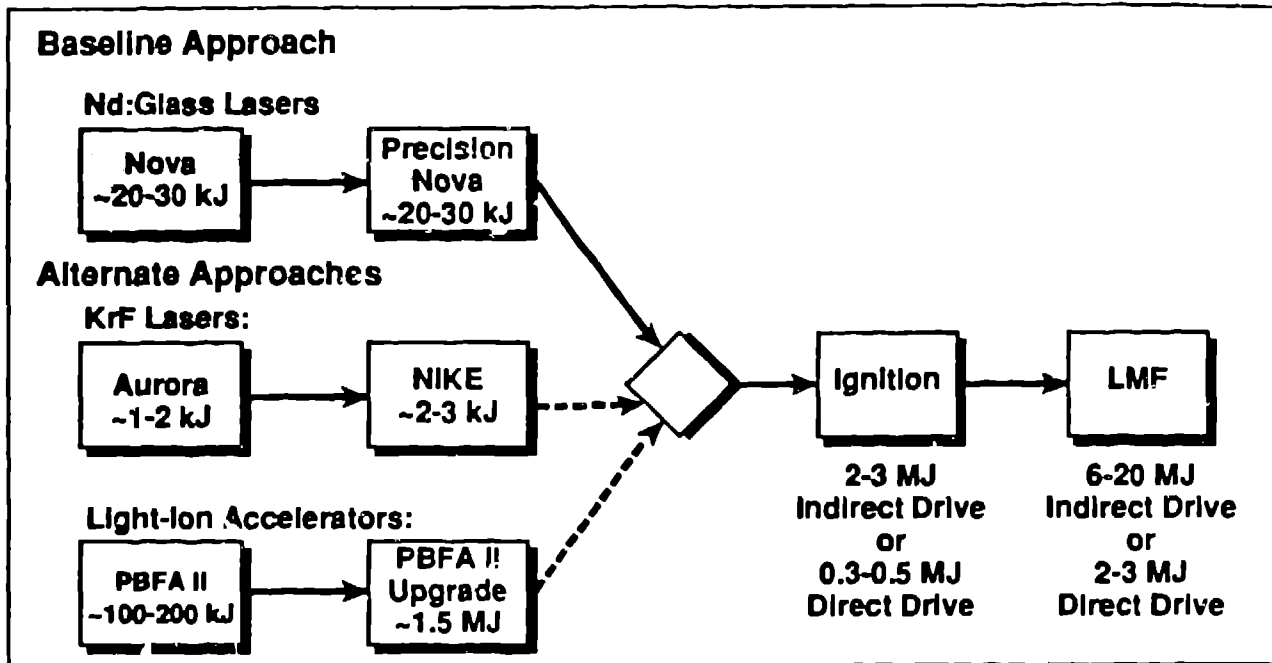 Baseline Approach
Nd:Glass Lasers
Nova
~20-30 kJ
Precision
Nova
~20-30 kJ
Alternate Approaches
KrF Lasers:
Aurora
~1-2 kJ
NIKE
~2-3 kJ
Light-Ion Accelerators:
PBFA II
~100-200 kJ
PBFA II
Upgrade
~1.5 MJ
Ignition
2-3 MJ
Indirect Drive
or
0.3-0.5 MJ
Direct Drive
LMF
6-20 MJ
Indirect Drive
or
2-3 MJ
Direct Drive